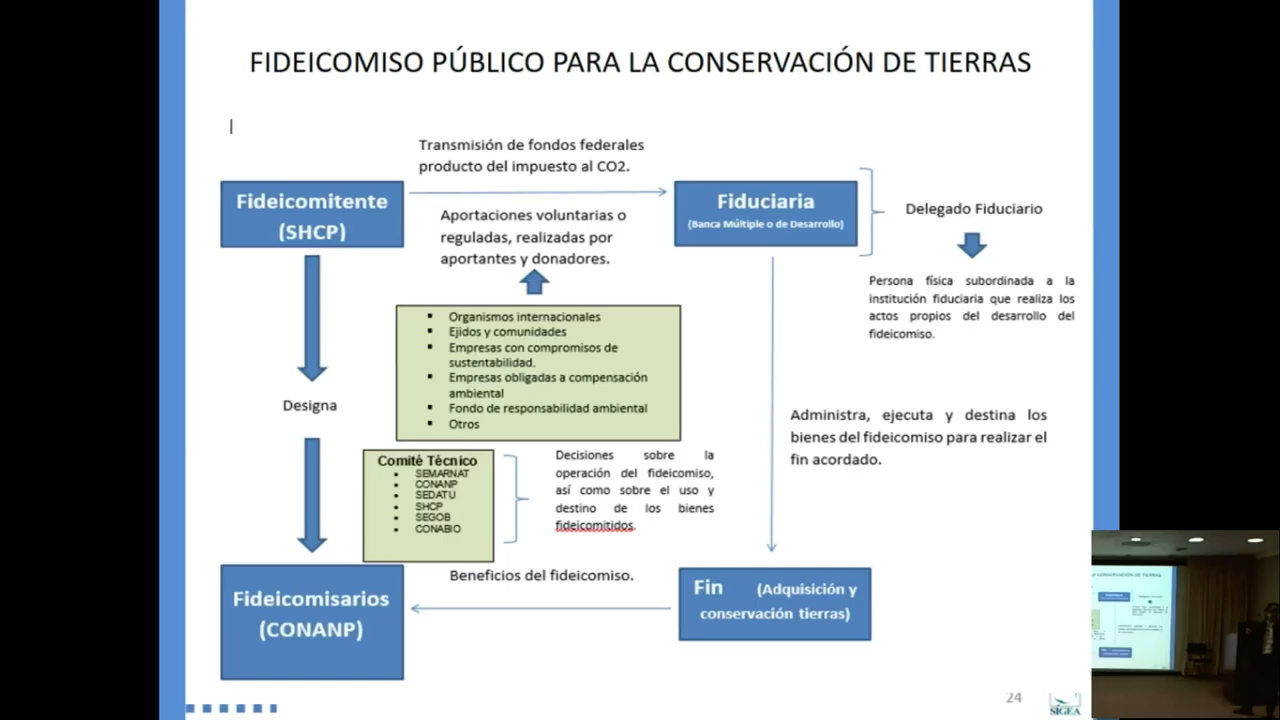 FIDEICOMISO PÚBLICO PARA LA CONSERVACIÓN DE TIERRAS
Transmisión de fondos federales
producto del impuesto al CO2.
Fideicomitente
(SHCP)
Fiduciaria
(Banca Múltiple o de Desarrollo)
Delegado Fiduciario
Aportaciones voluntarias o
reguladas, realizadas por
aportantes y donadores.
Persona física subordinada a la
institución fiduciaria que realiza los
actos propios del desarrollo del
fideicomiso.
▪ Organismos internacionales
▪ Ejidos y comunidades
▪ Empresas con compromisos de
sustentabilidad.
▪ Empresas obligadas a compensación
ambiental
▪ Fondo de responsabilidad ambiental
▪ Otros
Designa
Administra, ejecuta y destina los
bienes del fideicomiso para realizar el
fin acordado.
Comité Técnico
• SEMARNAT
• CONANP
• SEDATU
• SHCP
• SEGOB
• CONABIO
Decisiones sobre la
operación del fideicomiso,
así como sobre el uso y
destino de los bienes
fideicomitidos.
Beneficios del fideicomiso.
Fideicomisarios
(CONANP)
Fin (Adquisición y
conservación tierras)
24
SIGEA